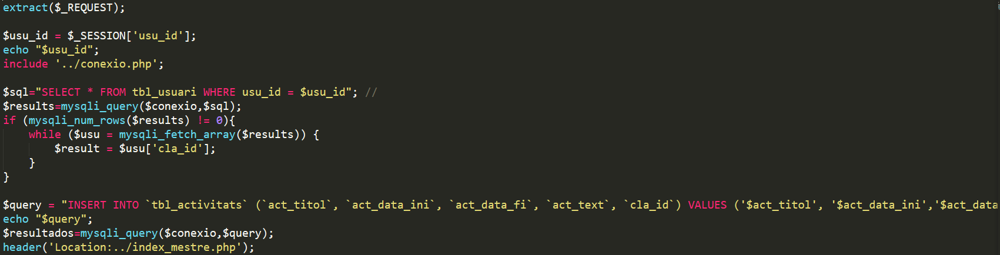 extract($_REQUEST);
$usu_id = $_SESSION['usu_id'];
echo "$usu_id";
include '../conexio.php';
$sql="SELECT * FROM tbl_usuari WHERE usu_id = $usu_id"; //
$results=mysqli_query($conexio,$sql);
if (mysqli_num_rows($results) != 0){
    while ($usu = mysqli_fetch_array($results)) {
        $result = $usu['cla_id'];
    }
}
$query = "INSERT INTO `tbl_activitats` (`act_titol`, `act_data_ini`, `act_data_fi`, `act_text`, `cla_id`) VALUES ('$act_titol', '$act_data_ini','$act_data
echo "$query";
$resultados=mysqli_query($conexio,$query);
header('Location:../index_mestre.php');